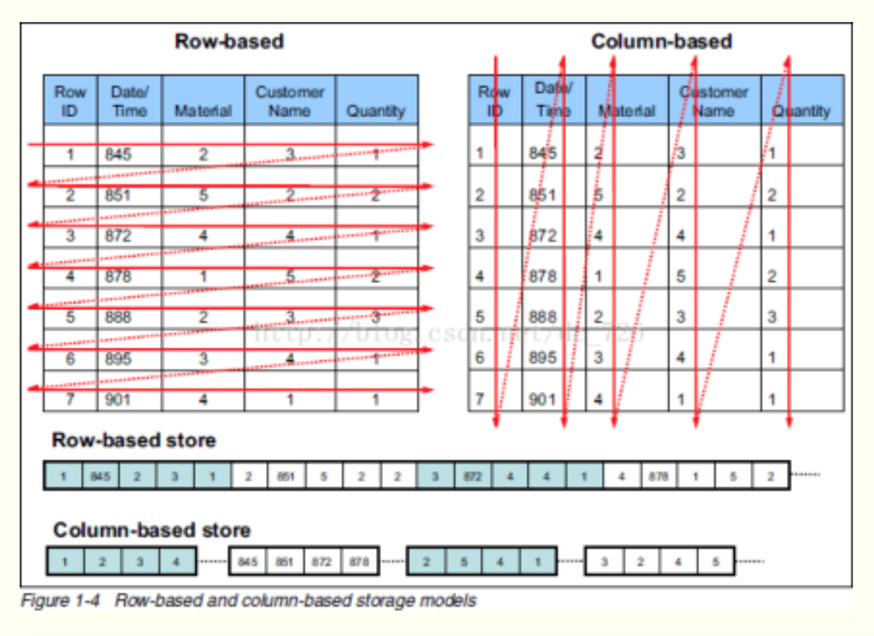 Row-based
Column-based
Row ID Date/ Time Material Customer Name Quantity
1 845 2 3 1
2 851 5 2 2
3 872 4 4 1
4 878 1 5 2
5 888 2 3 3
6 895 3 4 1
7 901 4 1 1
Row ID Date/ Time Material Customer Name Quantity
1 845 2 3 1
2 851 5 2 2
3 872 4 4 1
4 878 1 5 2
5 888 2 3 3
6 895 3 4 1
7 901 4 1 1
Row-based store
1 845 2 3 1 2 851 5 2 2 3 872 4 4 1 4 878 1 5 2
Column-based store
1 2 3 4 845 851 872 878 2 5 4 1 3 2 4 5
Figure 1-4 Row-based and column-based storage models